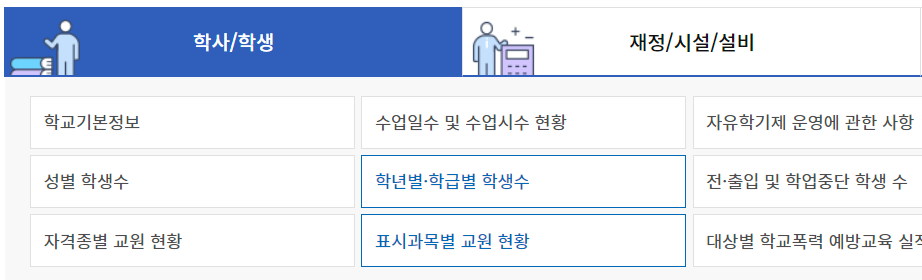 학사/학생
재정/시설/설비
학교기본정보
수업일수 및 수업시수 현황
자유학기제 운영에 관한 사항
성별 학생수
학년별·학급별 학생수
전·출입 및 학업중단 학생 수
자격종별 교원 현황
표시과목별 교원 현황
대상별 학교폭력 예방교육 실적